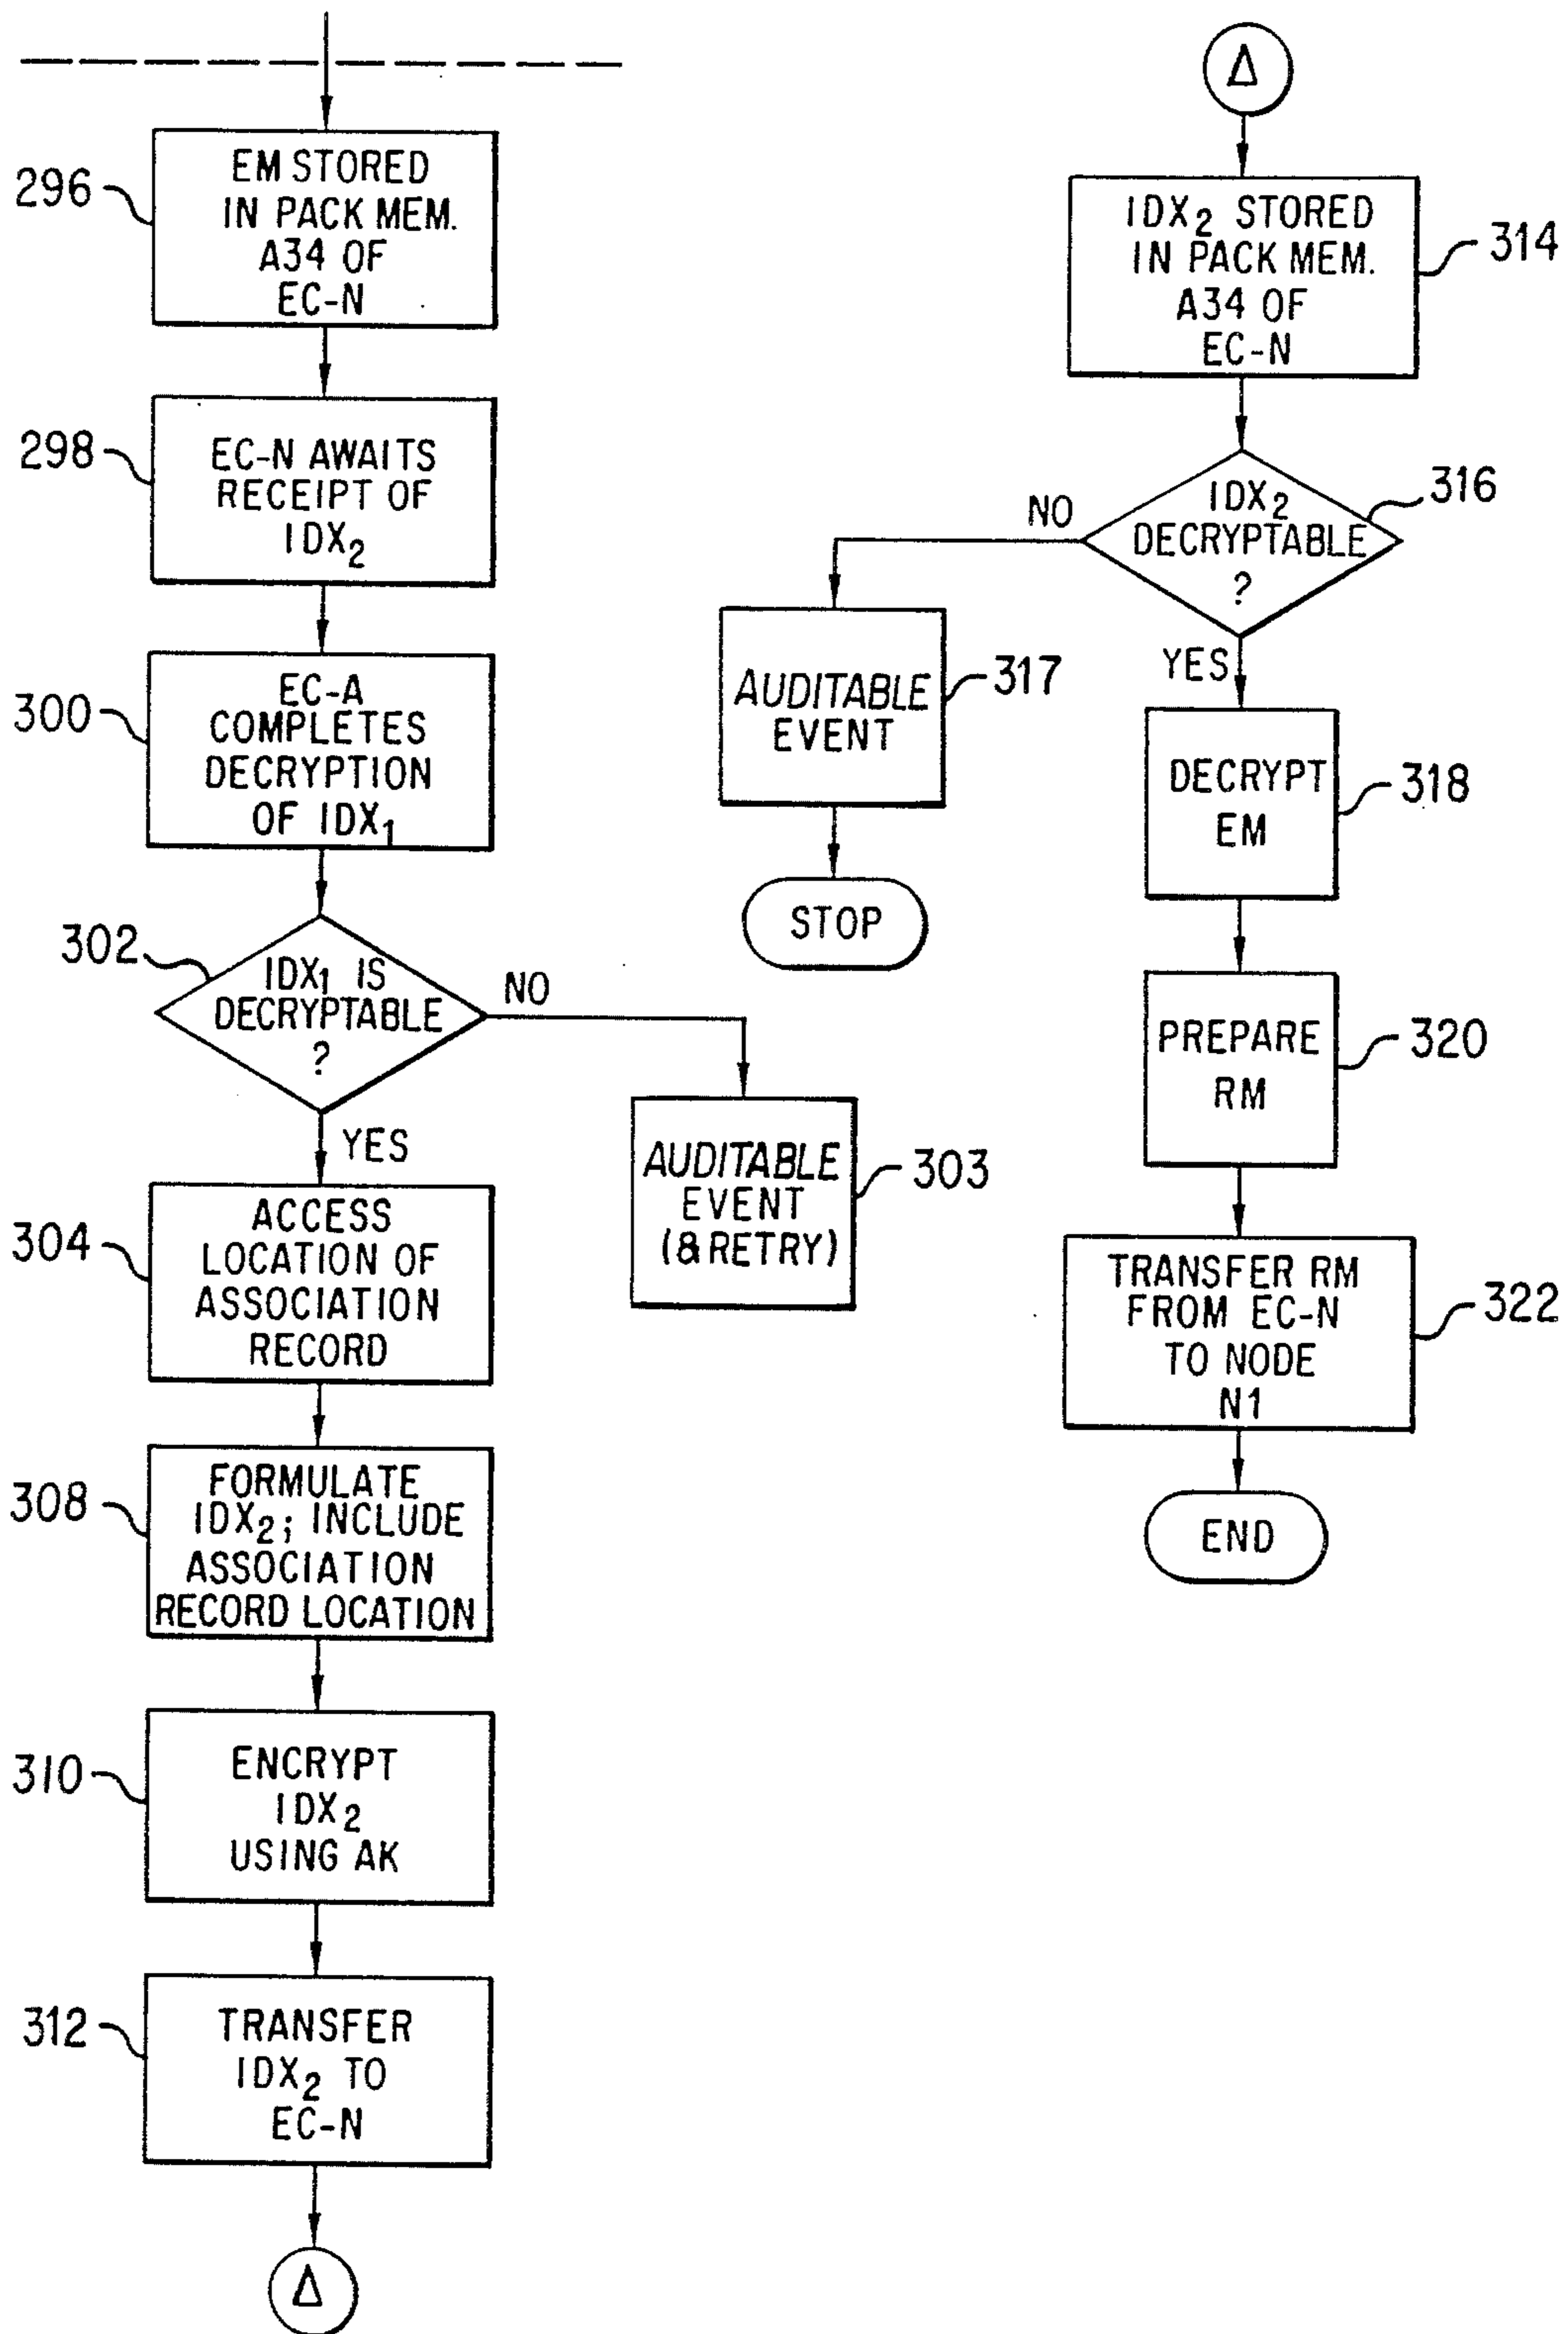 296
EM STORED
IN PACK MEM.
A34 OF
EC-N
298
EC-N AWAITS
RECEIPT OF
IDX₂
300
EC-A
COMPLETES
DECRYPTION
OF IDX₁
302
IDX₁ IS
DECRYPTABLE
?
NO
YES
303
AUDITABLE
EVENT
(& RETRY)
304
ACCESS
LOCATION OF
ASSOCIATION
RECORD
308
FORMULATE
IDX₂; INCLUDE
ASSOCIATION
RECORD LOCATION
310
ENCRYPT
IDX₂
USING AK
312
TRANSFER
IDX₂ TO
EC-N
Δ
Δ
IDX₂ STORED
IN PACK MEM.
A34 OF
EC-N
314
IDX₂
DECRYPTABLE
?
316
NO
YES
AUDITABLE
EVENT
317
STOP
DECRYPT
EM
318
PREPARE
RM
320
TRANSFER RM
FROM EC-N
TO NODE
N1
322
END